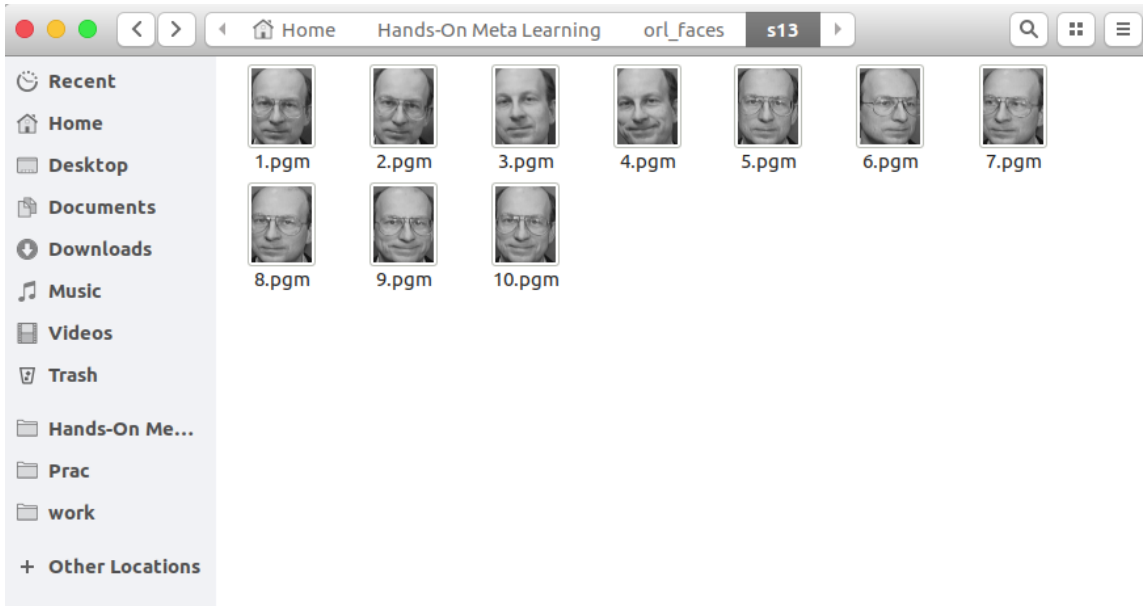 Home Hands-On Meta Learning orl_faces s13
Recent
Home
Desktop
Documents
Downloads
Music
Videos
Trash
Hands-On Me...
Prac
work
+ Other Locations
1.pgm 2.pgm 3.pgm 4.pgm 5.pgm 6.pgm 7.pgm
8.pgm 9.pgm 10.pgm